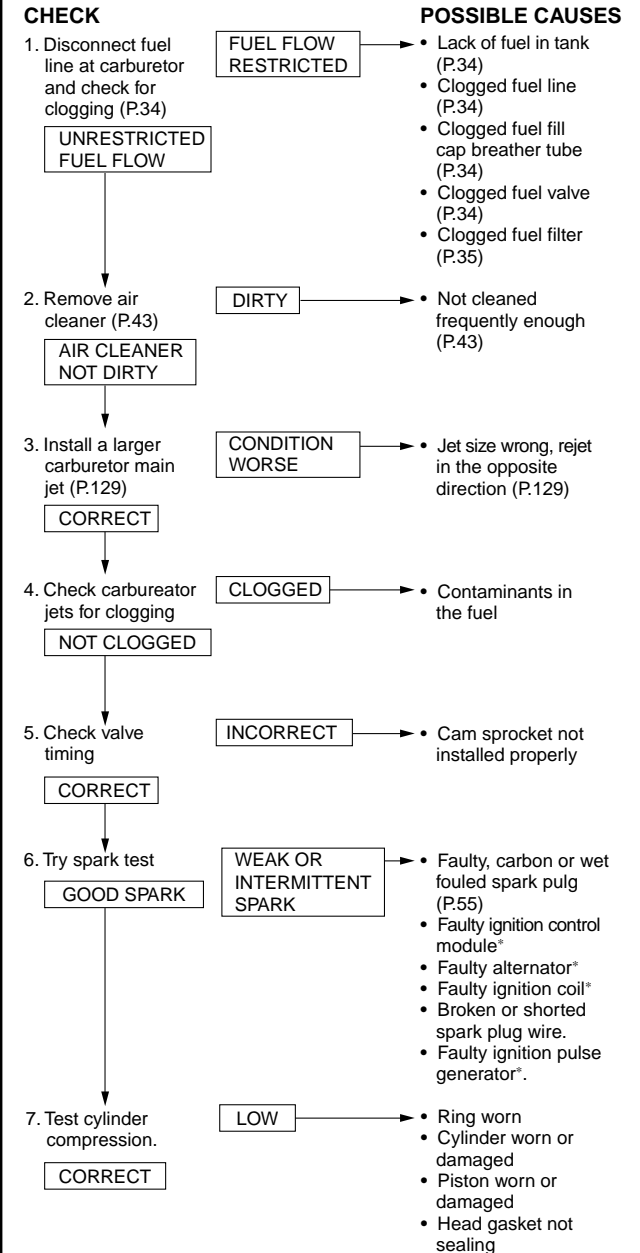 CHECK
POSSIBLE CAUSES
1. Disconnect fuel
line at carburetor
and check for
clogging (P.34)
FUEL FLOW
RESTRICTED
• Lack of fuel in tank
(P.34)
• Clogged fuel line
(P.34)
• Clogged fuel fill
cap breather tube
(P.34)
• Clogged fuel valve
(P.34)
• Clogged fuel filter
(P.35)
UNRESTRICTED
FUEL FLOW
2. Remove air
cleaner (P.43)
DIRTY
• Not cleaned
frequently enough
(P.43)
AIR CLEANER
NOT DIRTY
3. Install a larger
carburetor main
jet (P.129)
CONDITION
WORSE
• Jet size wrong, rejet
in the opposite
direction (P.129)
CORRECT
4. Check carbureator
jets for clogging
CLOGGED
• Contaminants in
the fuel
NOT CLOGGED
5. Check valve
timing
INCORRECT
• Cam sprocket not
installed properly
CORRECT
6. Try spark test
WEAK OR
INTERMITTENT
SPARK
• Faulty, carbon or wet
fouled spark pulg
(P.55)
• Faulty ignition control
module*
• Faulty alternator*
• Faulty ignition coil*
• Broken or shorted
spark plug wire.
• Faulty ignition pulse
generator*.
GOOD SPARK
7. Test cylinder
compression.
LOW
• Ring worn
• Cylinder worn or
damaged
• Piston worn or
damaged
• Head gasket not
sealing
CORRECT